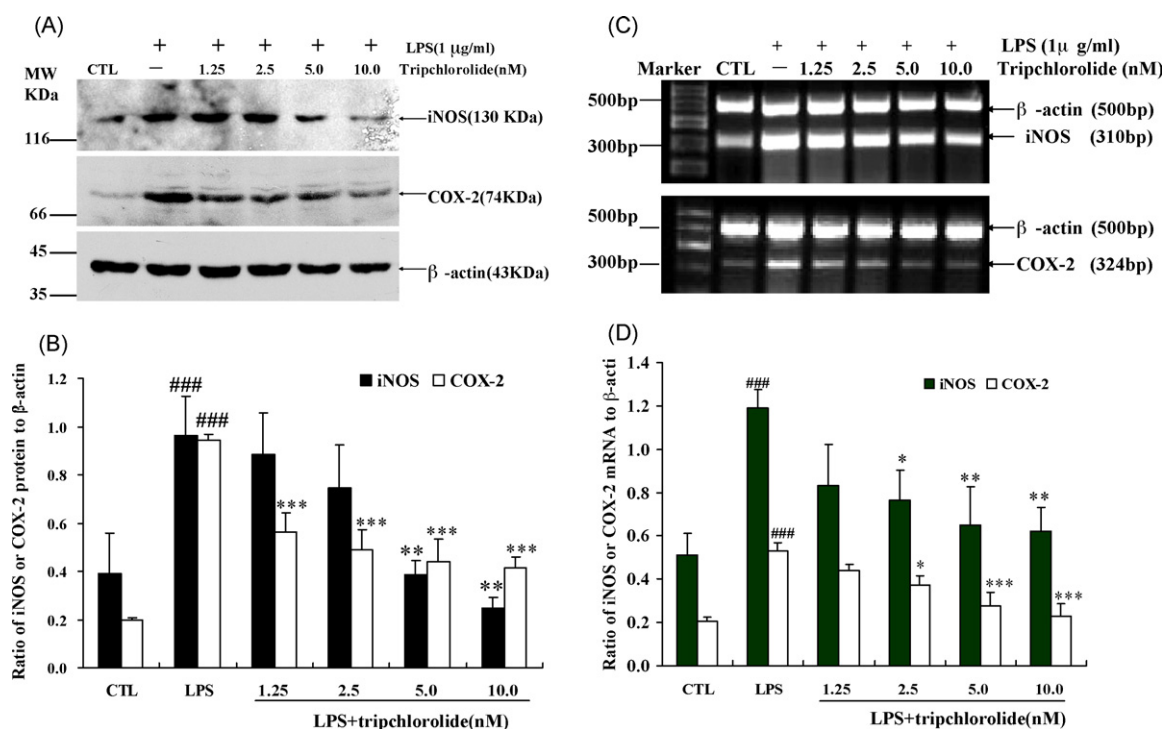 (A)
+ + + + + LPS(1 μg/ml)
CTL — 1.25 2.5 5.0 10.0 Tripchlorolide(nM)
MW
KDa
iNOS(130 KDa)
116
COX-2(74KDa)
66
45
β -actin(43KDa)
35
(B)
Ratio of iNOS or COX-2 protein to β-actin
1.2
1.0
0.8
0.6
0.4
0.2
0.0
iNOS COX-2
###
###
***
***
** ***
** ***
CTL LPS 1.25 2.5 5.0 10.0
LPS+tripchlorolide(nM)
(C)
+ + + + + LPS (1μ g/ml)
Marker CTL — 1.25 2.5 5.0 10.0 Tripchlorolide (nM)
500bp
β -actin (500bp)
iNOS (310bp)
300bp
500bp
β -actin (500bp)
300bp
COX-2 (324bp)
(D)
Ratio of iNOS or COX-2 mRNA to β-acti
1.4
1.2
1.0
0.8
0.6
0.4
0.2
0.0
iNOS COX-2
###
###
*
*
**
***
**
***
CTL LPS 1.25 2.5 5.0 10.0
LPS+tripchlorolide(nM)